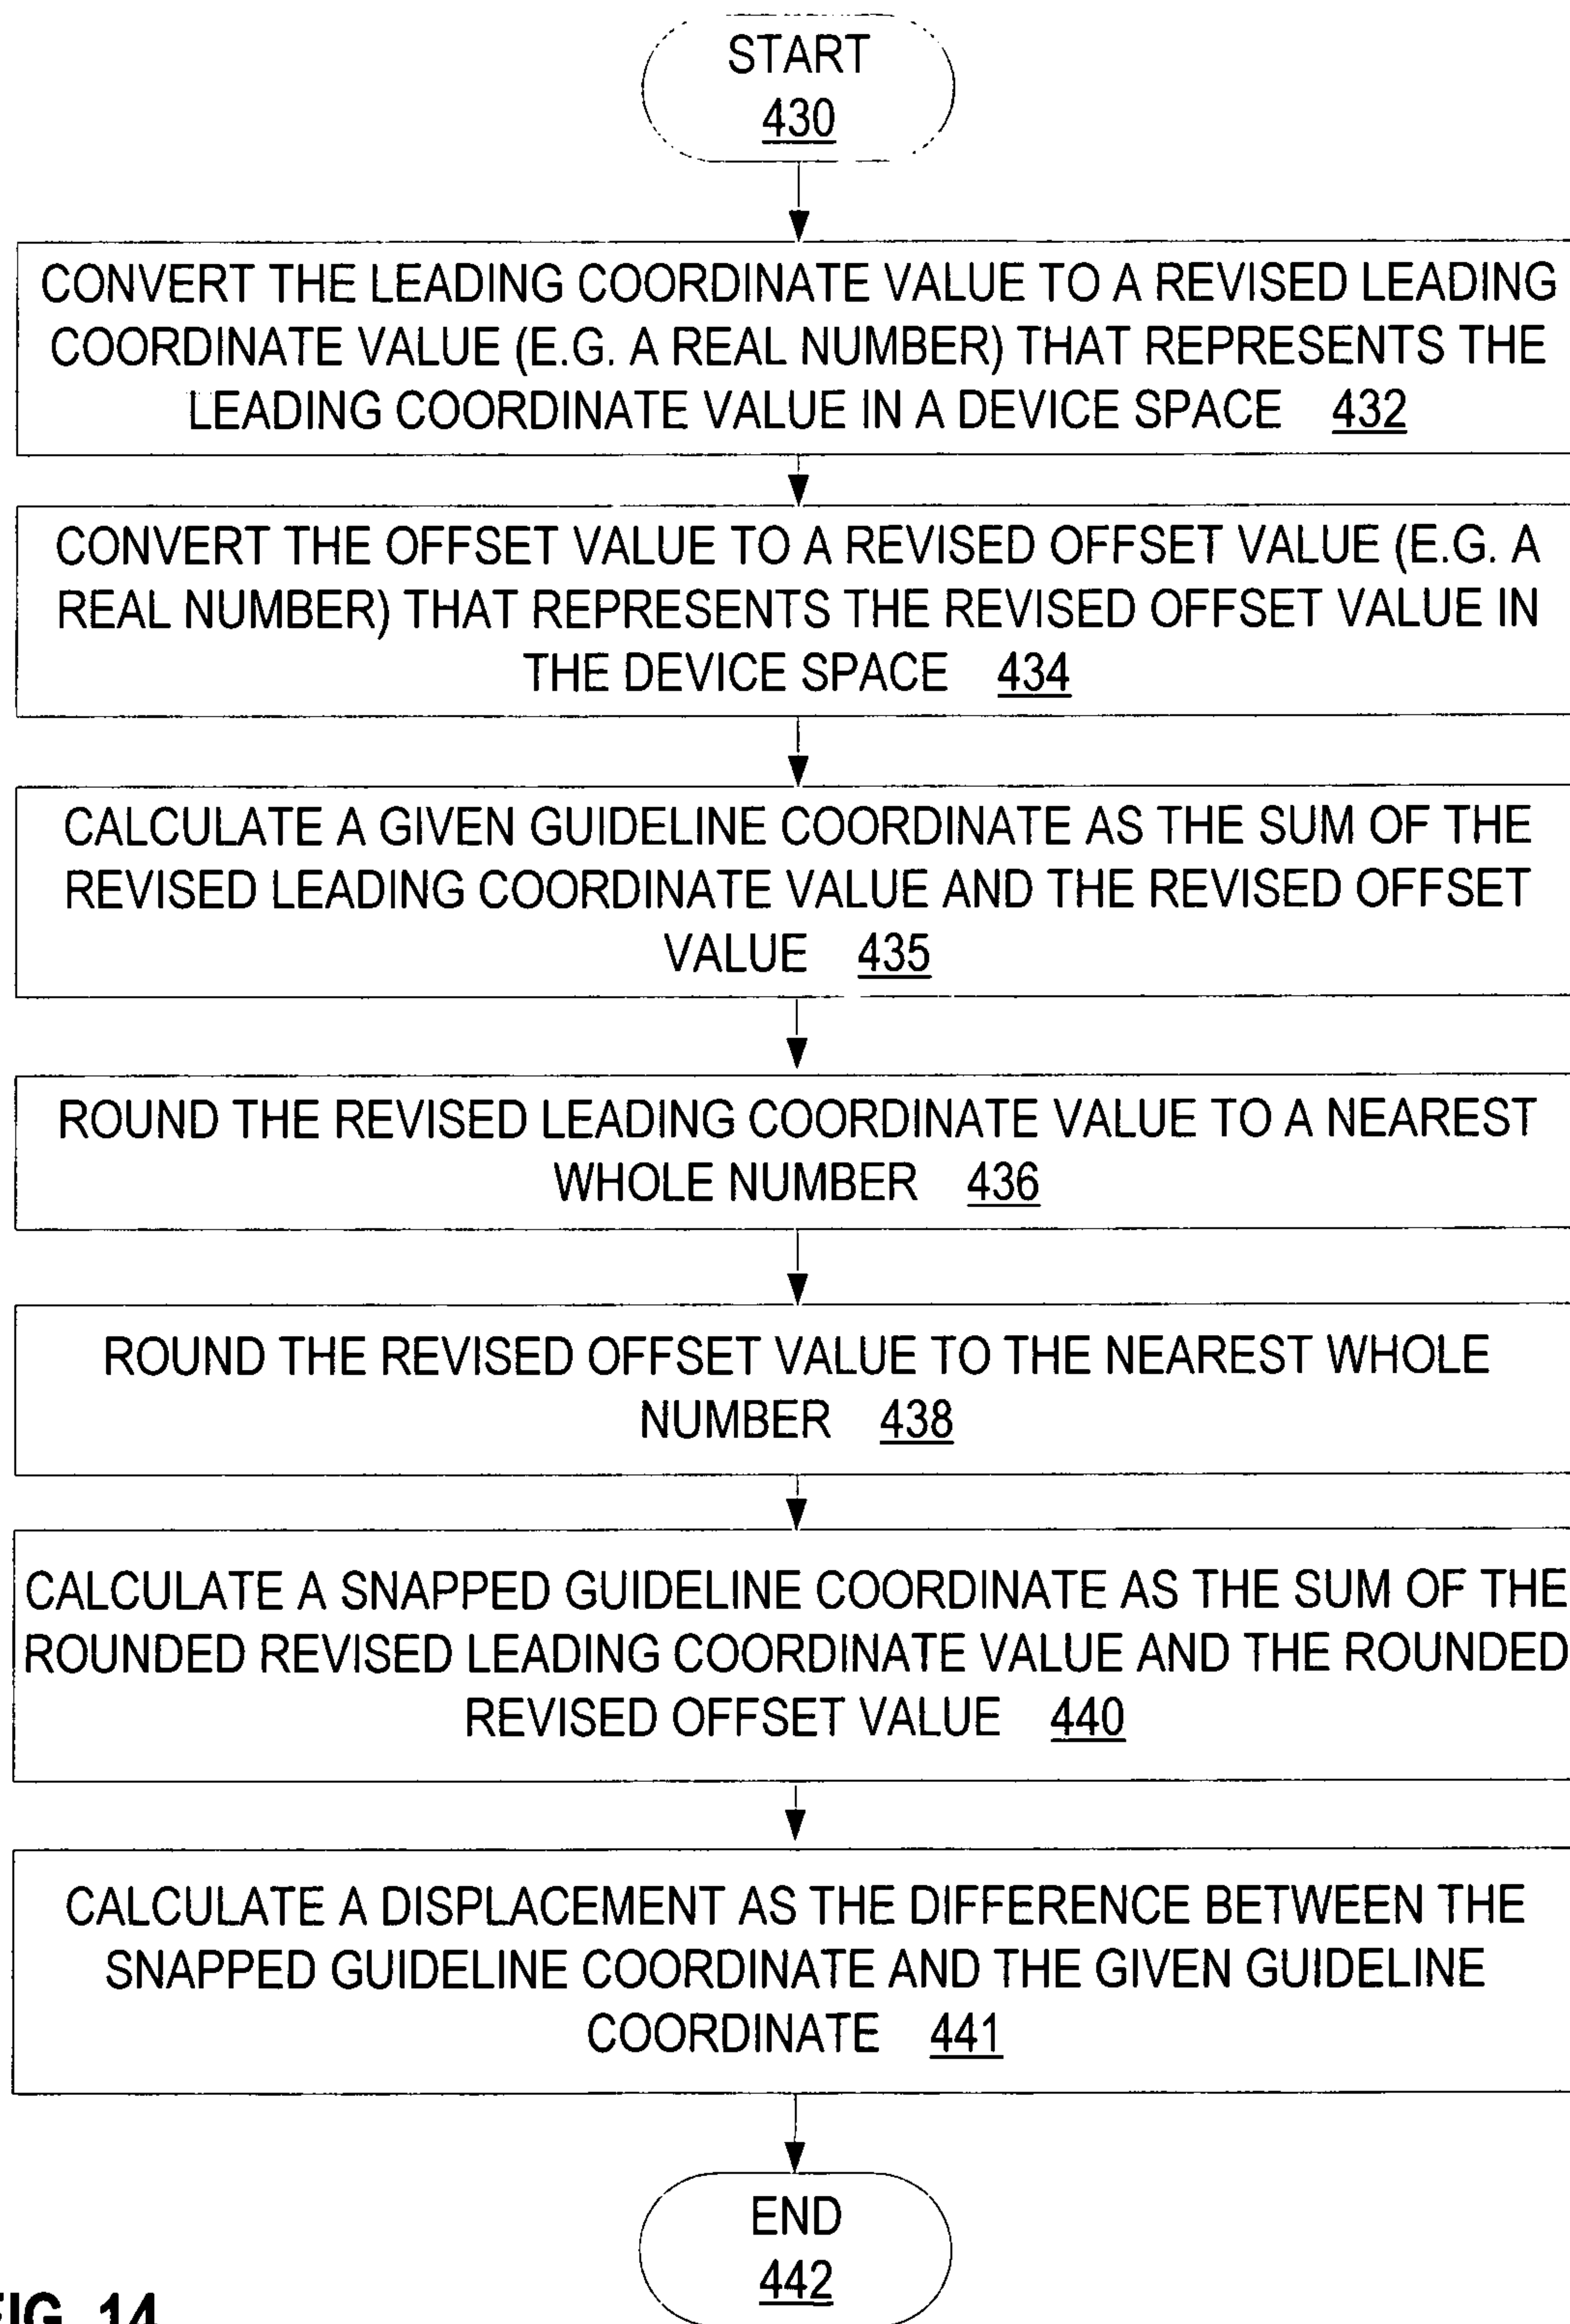 START
430
CONVERT THE LEADING COORDINATE VALUE TO A REVISED LEADING
COORDINATE VALUE (E.G. A REAL NUMBER) THAT REPRESENTS THE
LEADING COORDINATE VALUE IN A DEVICE SPACE 432
CONVERT THE OFFSET VALUE TO A REVISED OFFSET VALUE (E.G. A
REAL NUMBER) THAT REPRESENTS THE REVISED OFFSET VALUE IN
THE DEVICE SPACE 434
CALCULATE A GIVEN GUIDELINE COORDINATE AS THE SUM OF THE
REVISED LEADING COORDINATE VALUE AND THE REVISED OFFSET
VALUE 435
ROUND THE REVISED LEADING COORDINATE VALUE TO A NEAREST
WHOLE NUMBER 436
ROUND THE REVISED OFFSET VALUE TO THE NEAREST WHOLE
NUMBER 438
CALCULATE A SNAPPED GUIDELINE COORDINATE AS THE SUM OF THE
ROUNDED REVISED LEADING COORDINATE VALUE AND THE ROUNDED
REVISED OFFSET VALUE 440
CALCULATE A DISPLACEMENT AS THE DIFFERENCE BETWEEN THE
SNAPPED GUIDELINE COORDINATE AND THE GIVEN GUIDELINE
COORDINATE 441
END
442
FIG. 14